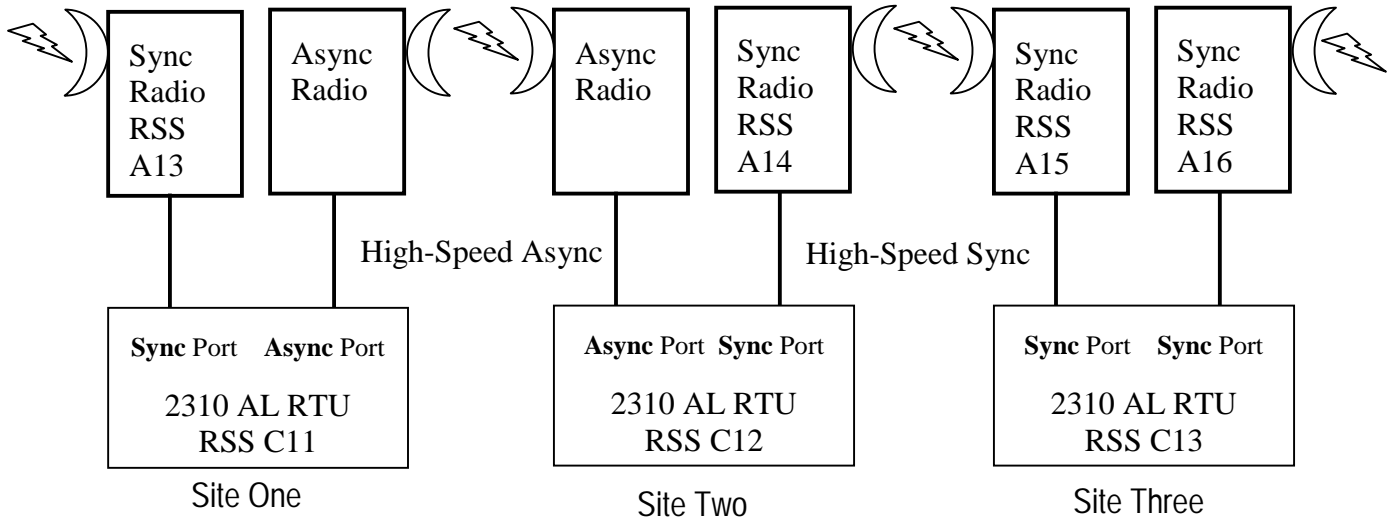 Sync
Radio
RSS
A13
Async
Radio
Async
Radio
Sync
Radio
RSS
A14
Sync
Radio
RSS
A15
Sync
Radio
RSS
A16
High-Speed Async
High-Speed Sync
Sync Port Async Port
2310 AL RTU
RSS C11
Async Port Sync Port
2310 AL RTU
RSS C12
Sync Port Sync Port
2310 AL RTU
RSS C13
Site One
Site Two
Site Three